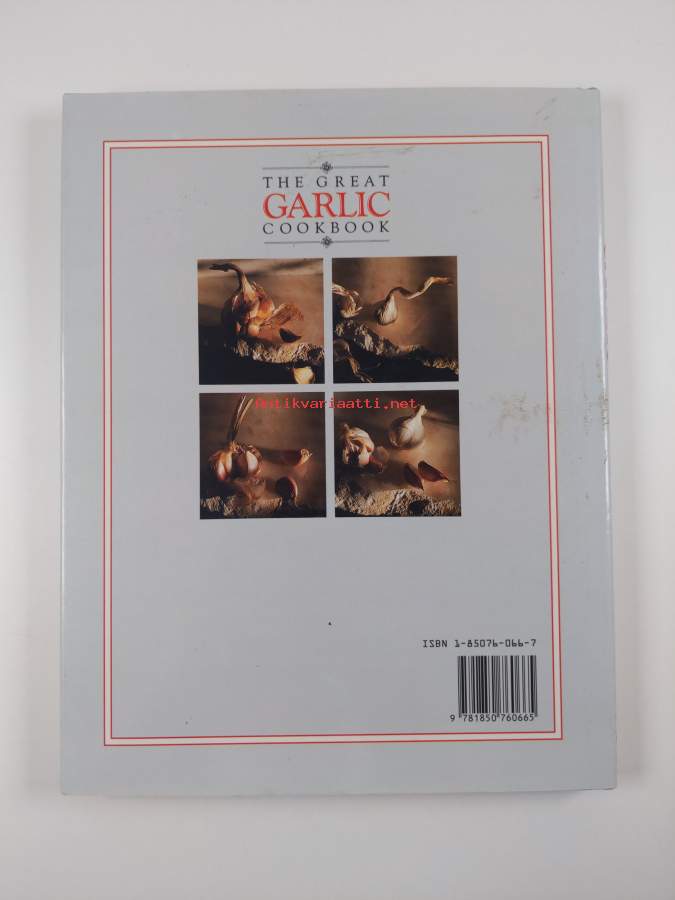 THE GREAT
GARLIC
COOKBOOK
antikvariaatti.net
ISBN 1-85076-066-7
9 781850 760665